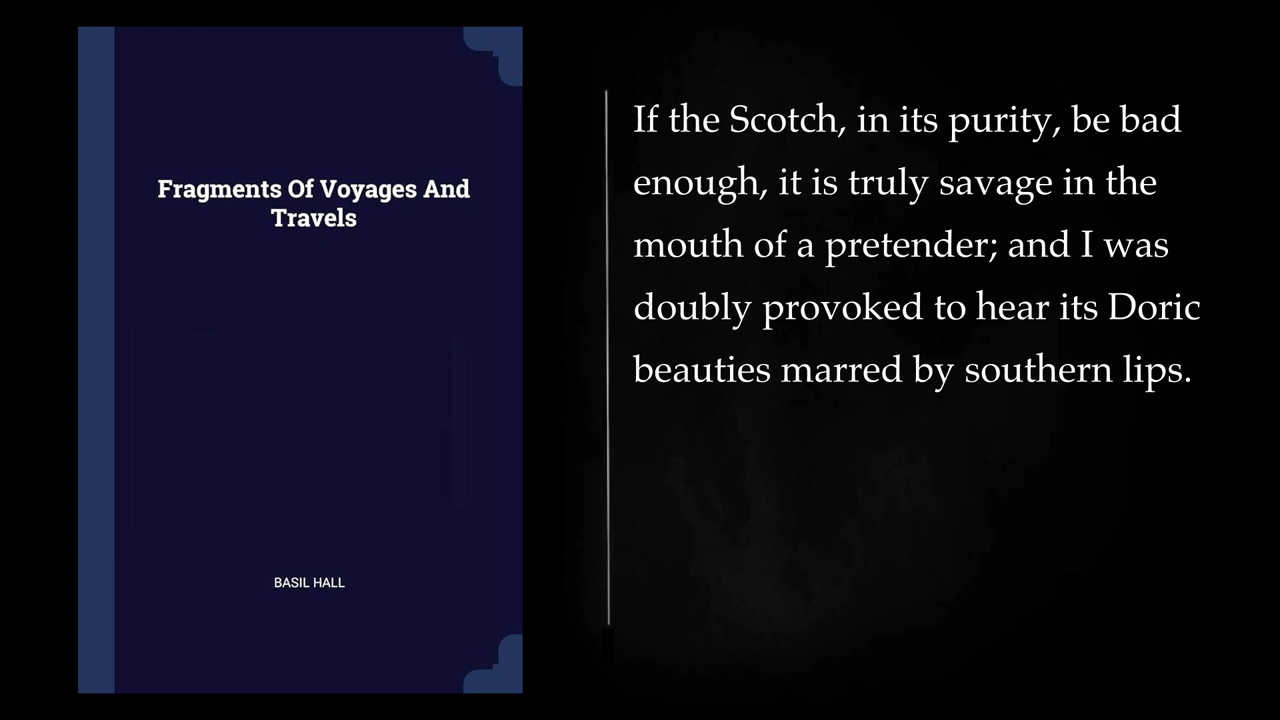 Fragments Of Voyages And
Travels
BASIL HALL
If the Scotch, in its purity, be bad
enough, it is truly savage in the
mouth of a pretender; and I was
doubly provoked to hear its Doric
beauties marred by southern lips.